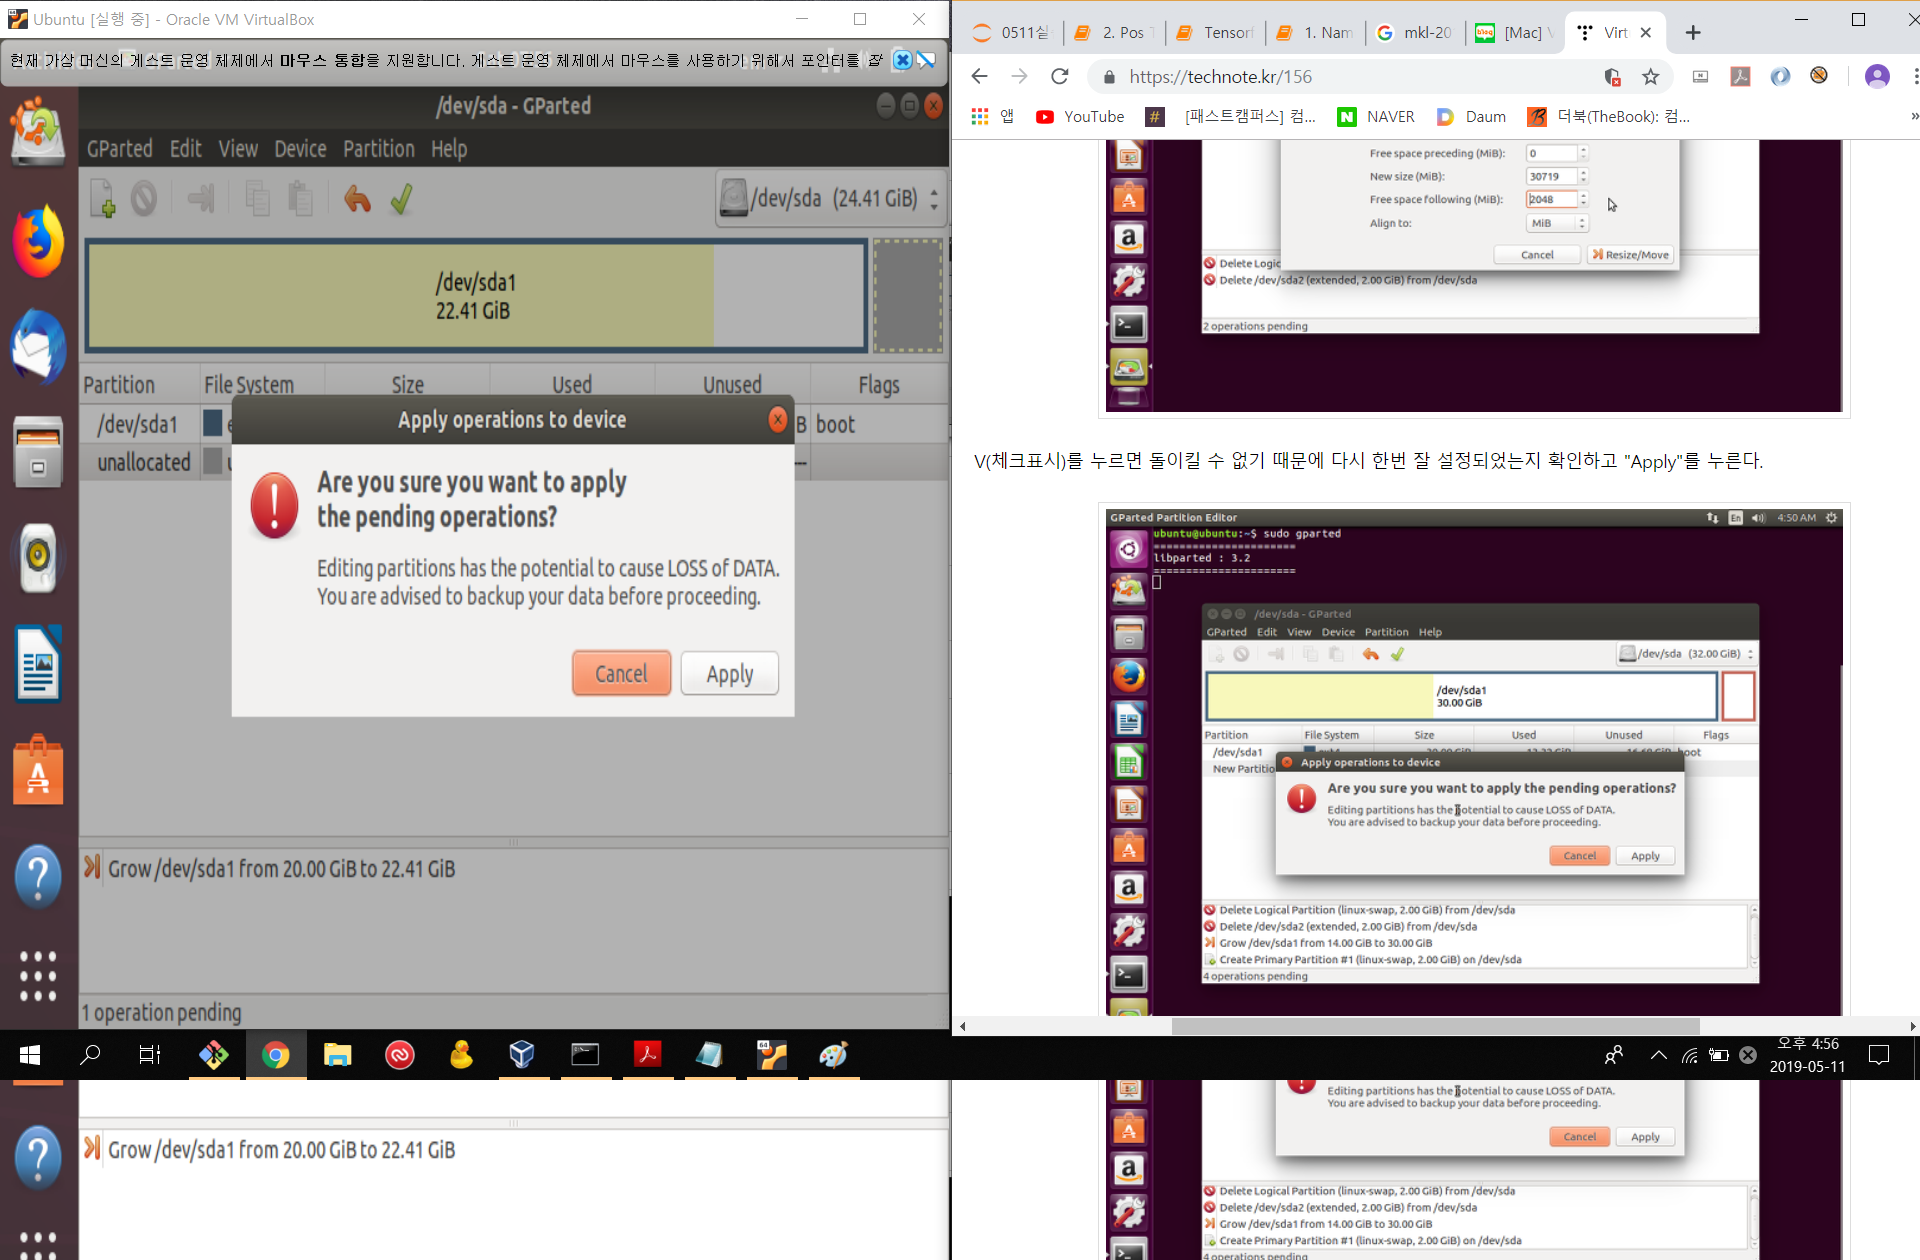 Ubuntu [실행 중] - Oracle VM VirtualBox
현재 가상 머신의 게스트 운영 체제에서 마우스 통합을 지원합니다. 게스트 운영 체제에서 마우스를 사용하기 위해서 포인터를
/dev/sda - GParted
GParted Edit View Device Partition Help
/dev/sda (24.41 GiB)
/dev/sda1
22.41 GiB
Partition File System Size Used Unused Flags
/dev/sda1 B boot
unallocated
Apply operations to device
Are you sure you want to apply
the pending operations?
Editing partitions has the potential to cause LOSS of DATA.
You are advised to backup your data before proceeding.
Cancel Apply
Grow /dev/sda1 from 20.00 GiB to 22.41 GiB
1 operation pending
Grow /dev/sda1 from 20.00 GiB to 22.41 GiB
0511실 2. Pos Tensorf 1. Nam mkl-20 [Mac] V Virt
https://technote.kr/156
앱 YouTube [패스트캠퍼스] 컴... NAVER Daum 더북(TheBook): 컴...
Free space preceding (MiB): 0
New size (MiB): 30719
Free space following (MiB): 2048
Align to: MiB
Cancel Resize/Move
Delete Logic
Delete /dev/sda2 (extended, 2.00 GiB) from /dev/sda
2 operations pending
V(체크표시)를 누르면 돌이킬 수 없기 때문에 다시 한번 잘 설정되었는지 확인하고 "Apply"를 누른다.
GParted Partition Editor En 4:50 AM
ubuntu@ubuntu:~$ sudo gparted
======================
libparted : 3.2
======================
/dev/sda - GParted
GParted Edit View Device Partition Help
/dev/sda (32.00 GiB)
/dev/sda1
30.00 GiB
Partition File System Size Used Unused Flags
/dev/sda1 boot
New Partitio
Apply operations to device
Are you sure you want to apply the pending operations?
Editing partitions has the potential to cause LOSS of DATA.
You are advised to backup your data before proceeding.
Cancel Apply
Delete Logical Partition (linux-swap, 2.00 GiB) from /dev/sda
Delete /dev/sda2 (extended, 2.00 GiB) from /dev/sda
Grow /dev/sda1 from 14.00 GiB to 30.00 GiB
Create Primary Partition #1 (linux-swap, 2.00 GiB) on /dev/sda
4 operations pending
오후 4:56
2019-05-11
Editing partitions has the potential to cause LOSS of DATA.
You are advised to backup your data before proceeding.
Cancel Apply
Delete Logical Partition (linux-swap, 2.00 GiB) from /dev/sda
Delete /dev/sda2 (extended, 2.00 GiB) from /dev/sda
Grow /dev/sda1 from 14.00 GiB to 30.00 GiB
Create Primary Partition #1 (linux-swap, 2.00 GiB) on /dev/sda
4 operations pending